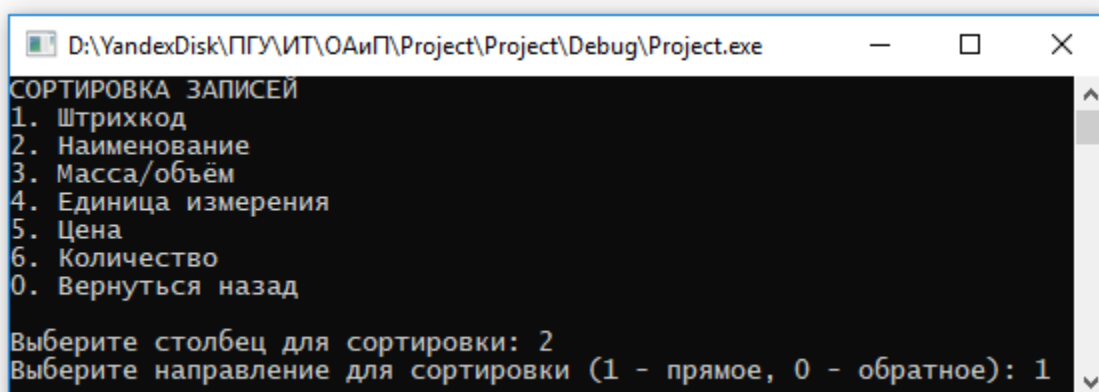 D:\YandexDisk\ПГУ\ИТ\ОАиП\Project\Project\Debug\Project.exe
СОРТИРОВКА ЗАПИСЕЙ
1. Штрихкод
2. Наименование
3. Масса/объём
4. Единица измерения
5. Цена
6. Количество
0. Вернуться назад
Выберите столбец для сортировки: 2
Выберите направление для сортировки (1 - прямое, 0 - обратное): 1